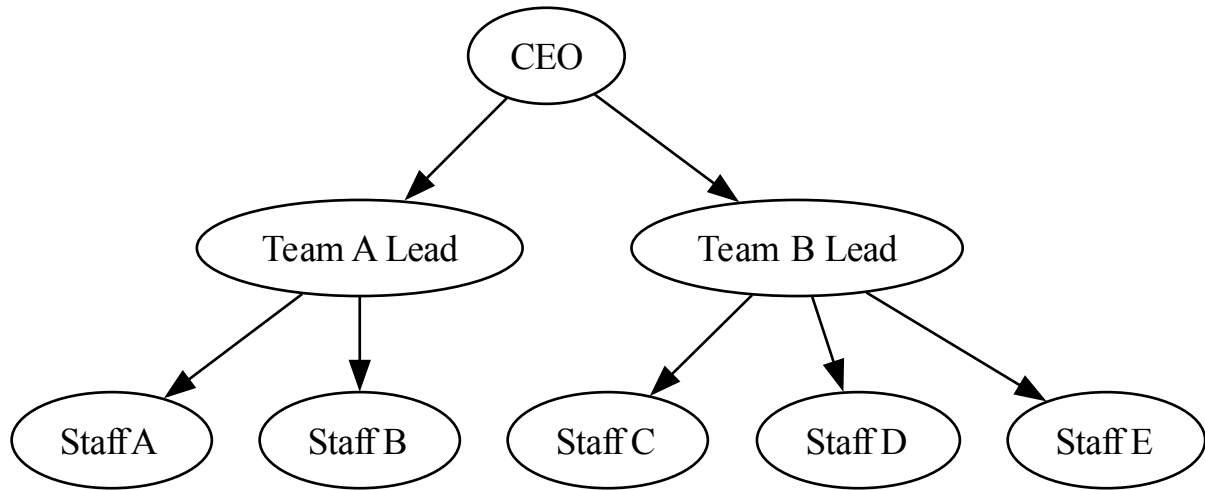 CEO
Team A Lead
Team B Lead
Staff A
Staff B
Staff C
Staff D
Staff E